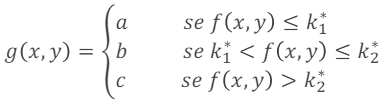 a se f(x,y) ≤ k₁*
g(x,y) = { b se k₁* < f(x,y) ≤ k₂*
c se f(x,y) > k₂*